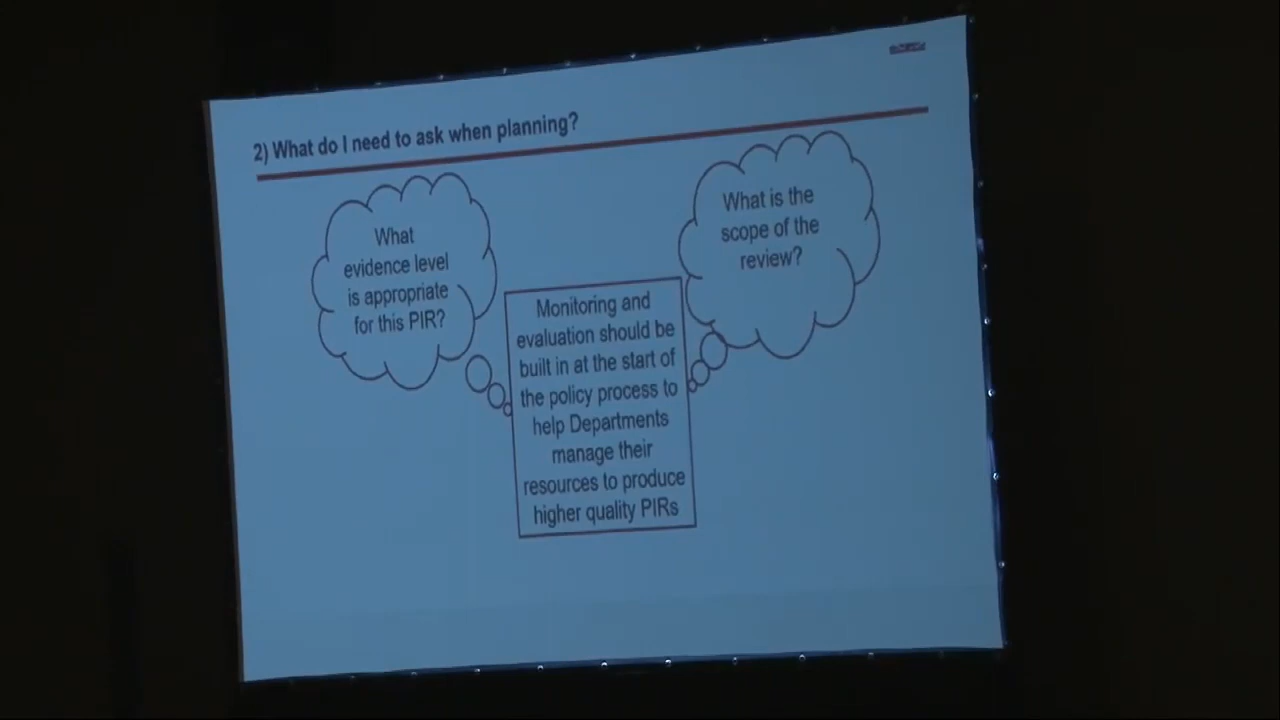 2) What do I need to ask when planning?
What
evidence level
is appropriate
for this PIR?
What is the
scope of the
review?
Monitoring and
evaluation should be
built in at the start of
the policy process to
help Departments
manage their
resources to produce
higher quality PIRs